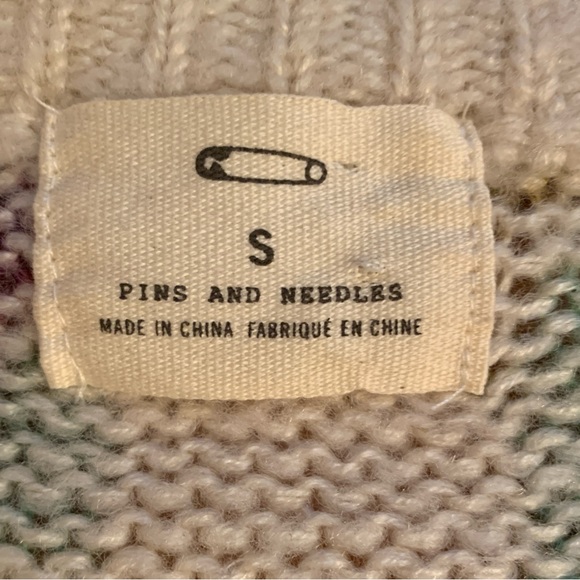 S
PINS AND NEEDLES
MADE IN CHINA FABRIQUÉ EN CHINE